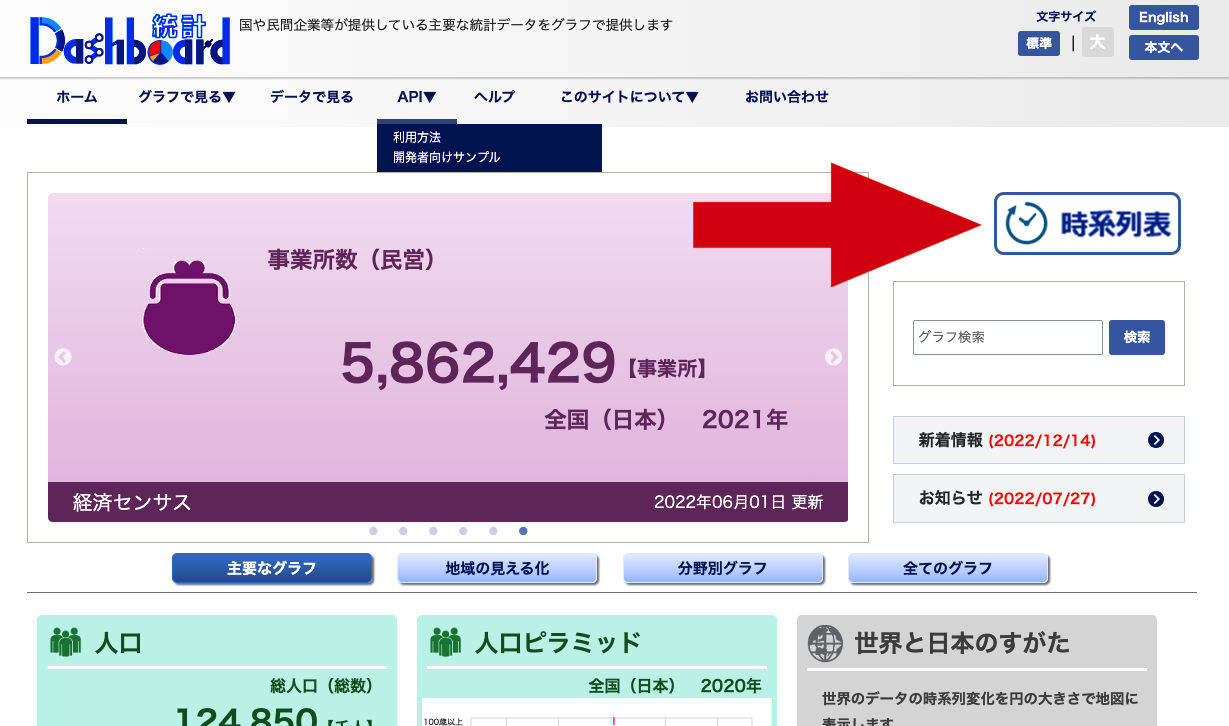 統計
Dashboard
国や民間企業等が提供している主な統計データをグラフで提供します
文字サイズ
標準 | 大
English
本文へ
ホーム グラフで見る▼ データで見る API▼ ヘルプ このサイトについて▼ お問い合わせ
利用方法
開発者向けサンプル
時系列表
事業所数（民営）
5,862,429【事業所】
全国（日本） 2021年
経済センサス 2022年06月01日 更新
グラフ検索 検索
新着情報 (2022/12/14)
お知らせ (2022/07/27)
主要なグラフ 地域の見える化 分野別グラフ 全てのグラフ
人口
総人口（総数）
124,850【千人】
人口ピラミッド
全国（日本） 2020年
100歳以上
世界と日本のすがた
世界のデータの時系列変化を円の大きさで地図に
表示します